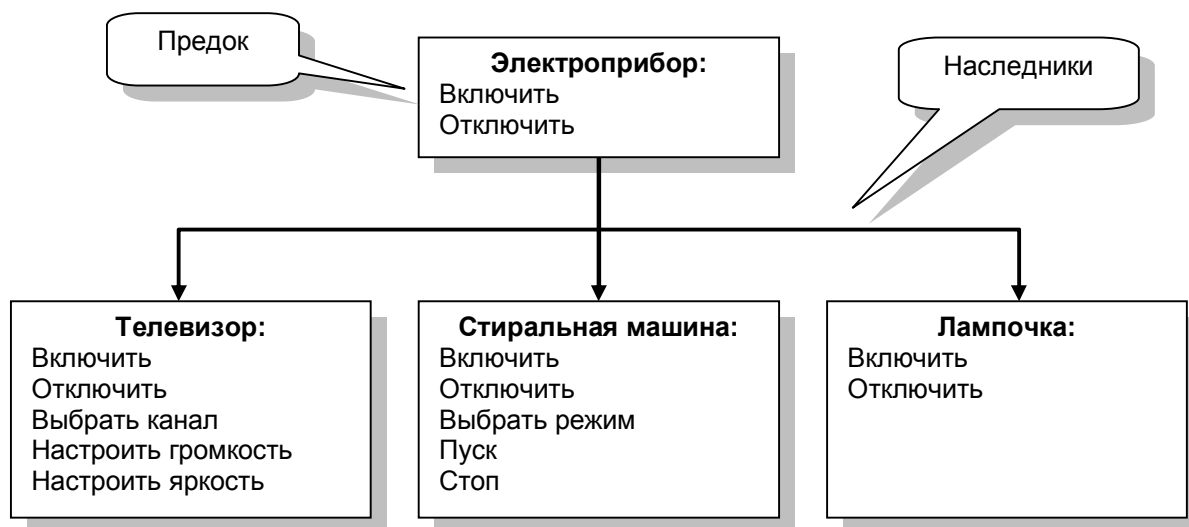 Предок
Электроприбор:
Включить
Отключить
Наследники
Телевизор:
Включить
Отключить
Выбрать канал
Настроить громкость
Настроить яркость
Стиральная машина:
Включить
Отключить
Выбрать режим
Пуск
Стоп
Лампочка:
Включить
Отключить